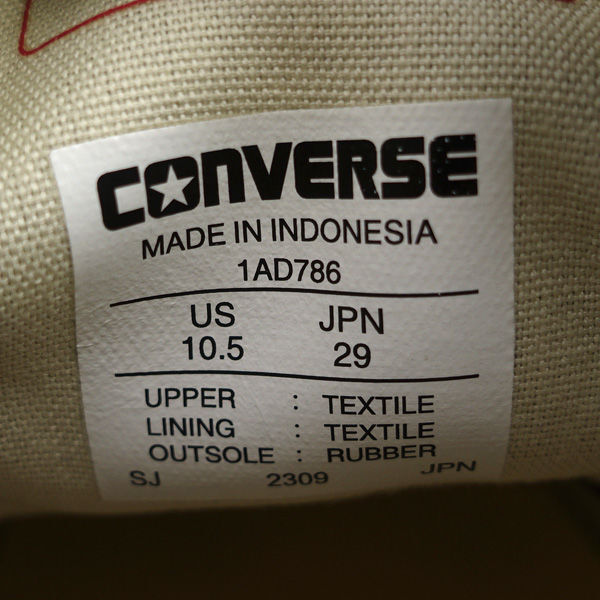 CONVERSE
MADE IN INDONESIA
1AD786
US JPN
10.5 29
UPPER : TEXTILE
LINING : TEXTILE
OUTSOLE : RUBBER
SJ 2309 JPN